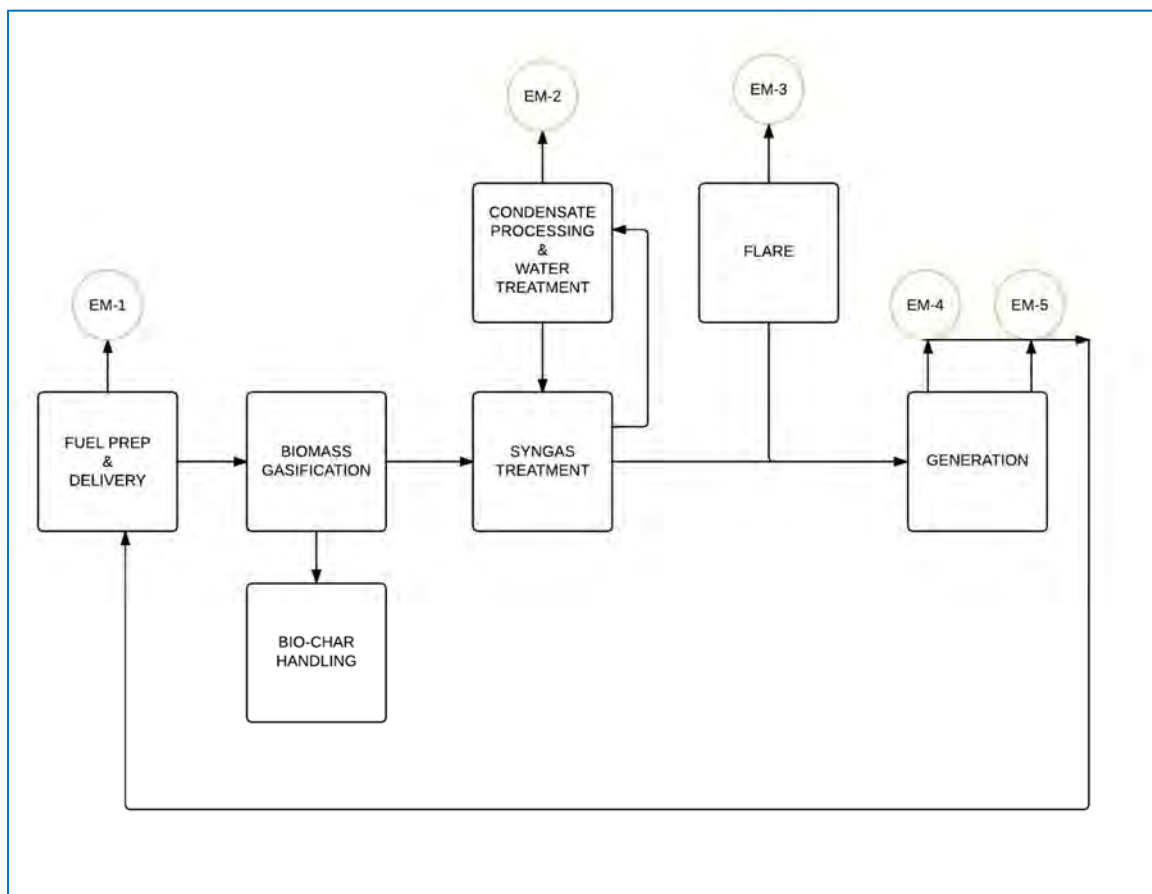 EM-2
EM-3
CONDENSATE
PROCESSING
&
WATER
TREATMENT
FLARE
EM-1
EM-4
EM-5
FUEL PREP
&
DELIVERY
BIOMASS
GASIFICATION
SYNGAS
TREATMENT
GENERATION
BIO-CHAR
HANDLING